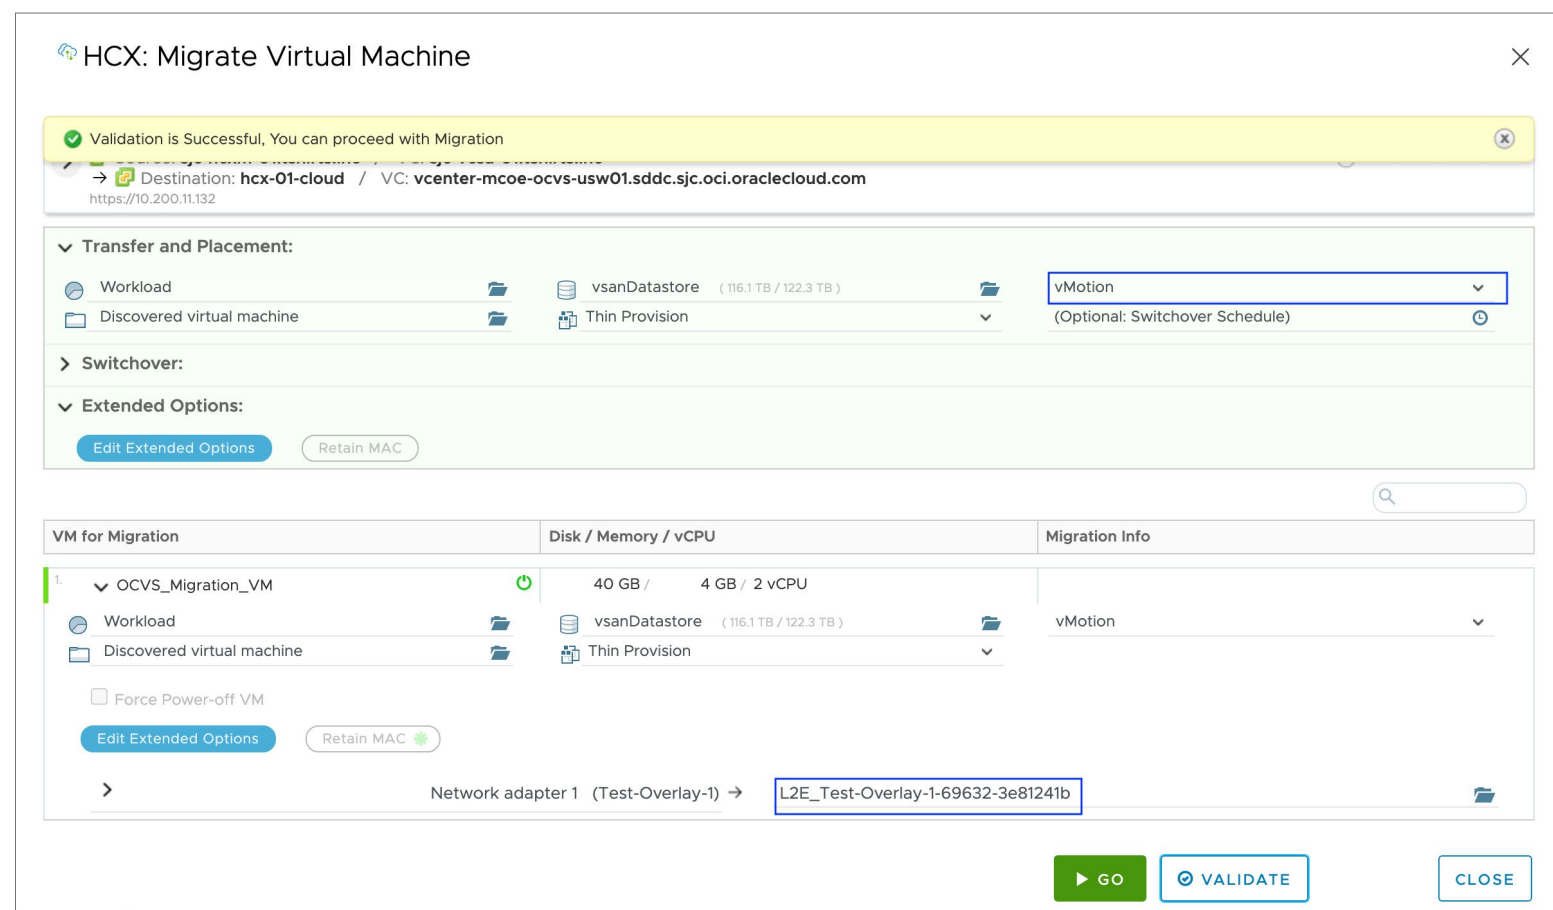 HCX: Migrate Virtual Machine
Validation is Successful, You can proceed with Migration
→ Destination: hcx-01-cloud / VC: vcenter-mcoe-ocvs-usw01.sddc.sjc.oci.oraclecloud.com
https://10.200.11.132
Transfer and Placement:
Workload vsanDatastore ( 116.1 TB / 122.3 TB ) vMotion
Discovered virtual machine Thin Provision (Optional: Switchover Schedule)
Switchover:
Extended Options:
Edit Extended Options Retain MAC
VM for Migration Disk / Memory / vCPU Migration Info
1. OCVS_Migration_VM 40 GB / 4 GB / 2 vCPU
Workload vsanDatastore ( 116.1 TB / 122.3 TB ) vMotion
Discovered virtual machine Thin Provision
Force Power-off VM
Edit Extended Options Retain MAC
Network adapter 1 (Test-Overlay-1) → L2E_Test-Overlay-1-69632-3e81241b
GO VALIDATE CLOSE